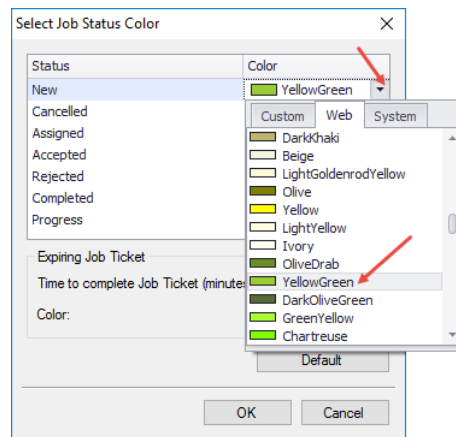 Select Job Status Color
Status Color
New YellowGreen
Cancelled
Assigned
Accepted
Rejected
Completed
Progress
Custom Web System
DarkKhaki
Beige
LightGoldenrodYellow
Olive
Yellow
LightYellow
Ivory
OliveDrab
YellowGreen
DarkOliveGreen
GreenYellow
Chartreuse
Expiring Job Ticket
Time to complete Job Ticket (minute
Color:
Default
OK Cancel